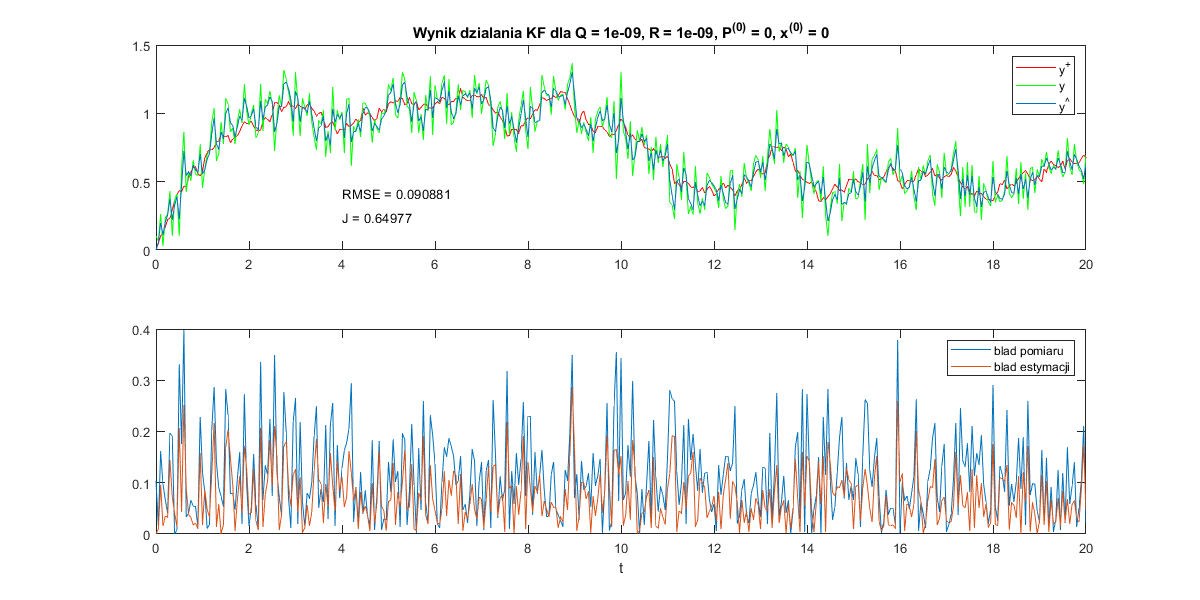 Wynik dzialania KF dla Q = 1e-09, R = 1e-09, P(0) = 0, x(0) = 0
1.5
1
0.5
0
y+
y
y^
RMSE = 0.090881
J = 0.64977
0 2 4 6 8 10 12 14 16 18 20
0.4
0.3
0.2
0.1
0
blad pomiaru
blad estymacji
0 2 4 6 8 10 12 14 16 18 20
t